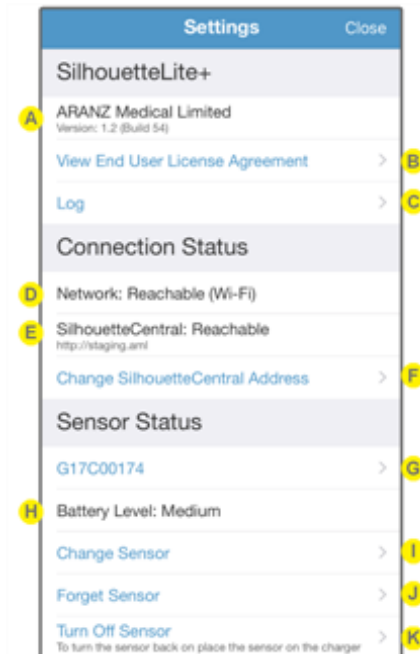 Settings Close
SilhouetteLite+
A ARANZ Medical Limited
Version: 1.2 (Build 54)
View End User License Agreement B
Log C
Connection Status
D Network: Reachable (Wi-Fi)
E SilhouetteCentral: Reachable
http://staging.aml
Change SilhouetteCentral Address F
Sensor Status
G17C00174 G
H Battery Level: Medium
Change Sensor I
Forget Sensor J
Turn Off Sensor K
To turn the sensor back on place the sensor on the charger